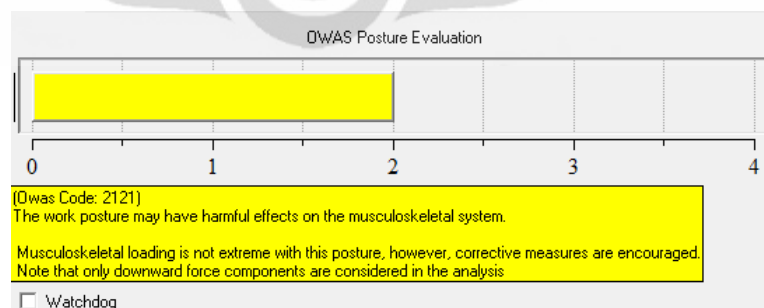 OWAS Posture Evaluation
0 1 2 3 4
(Owas Code: 2121)
The work posture may have harmful effects on the musculoskeletal system.
Musculoskeletal loading is not extreme with this posture, however, corrective measures are encouraged.
Note that only downward force components are considered in the analysis
Watchdog